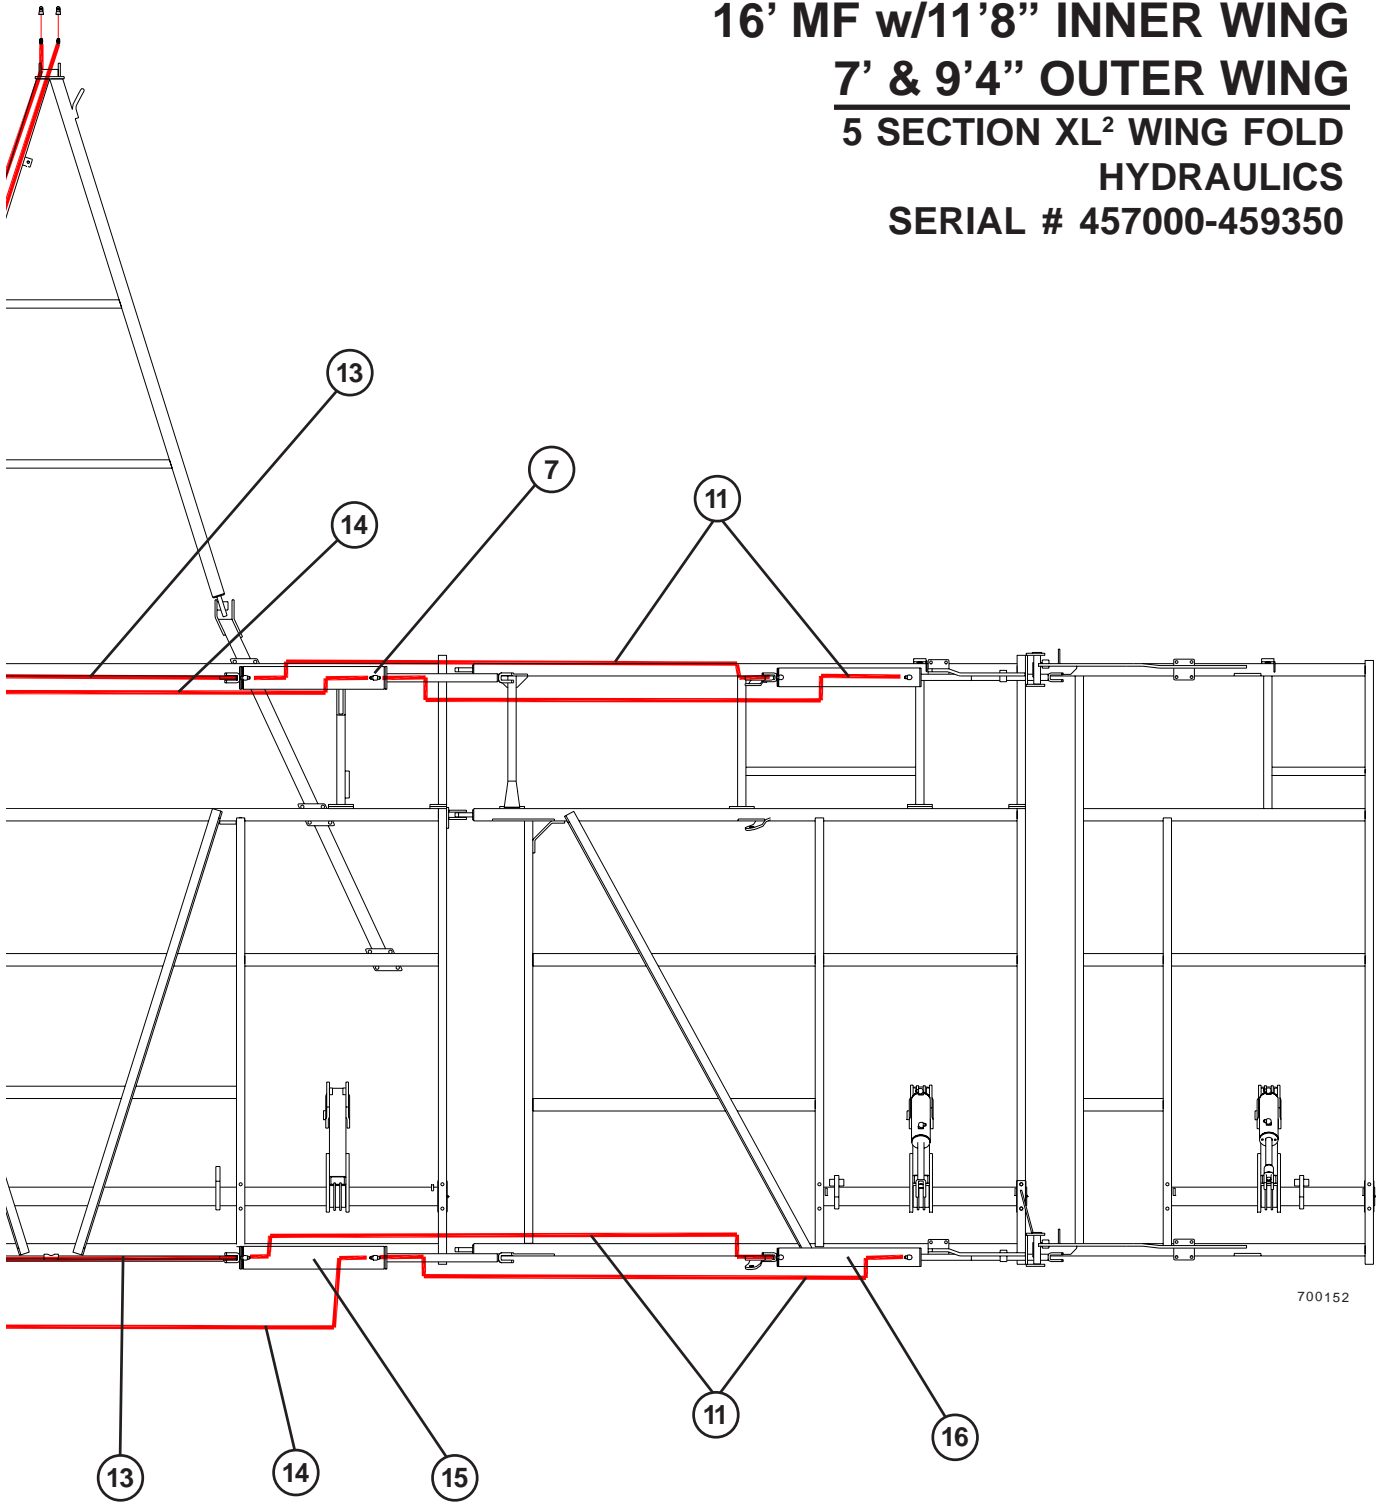 16’ MF w/11’8” INNER WING
7’ & 9’4” OUTER WING
5 SECTION XL² WING FOLD
HYDRAULICS
SERIAL # 457000-459350
13
7
11
14
700152
11
16
13
14
15